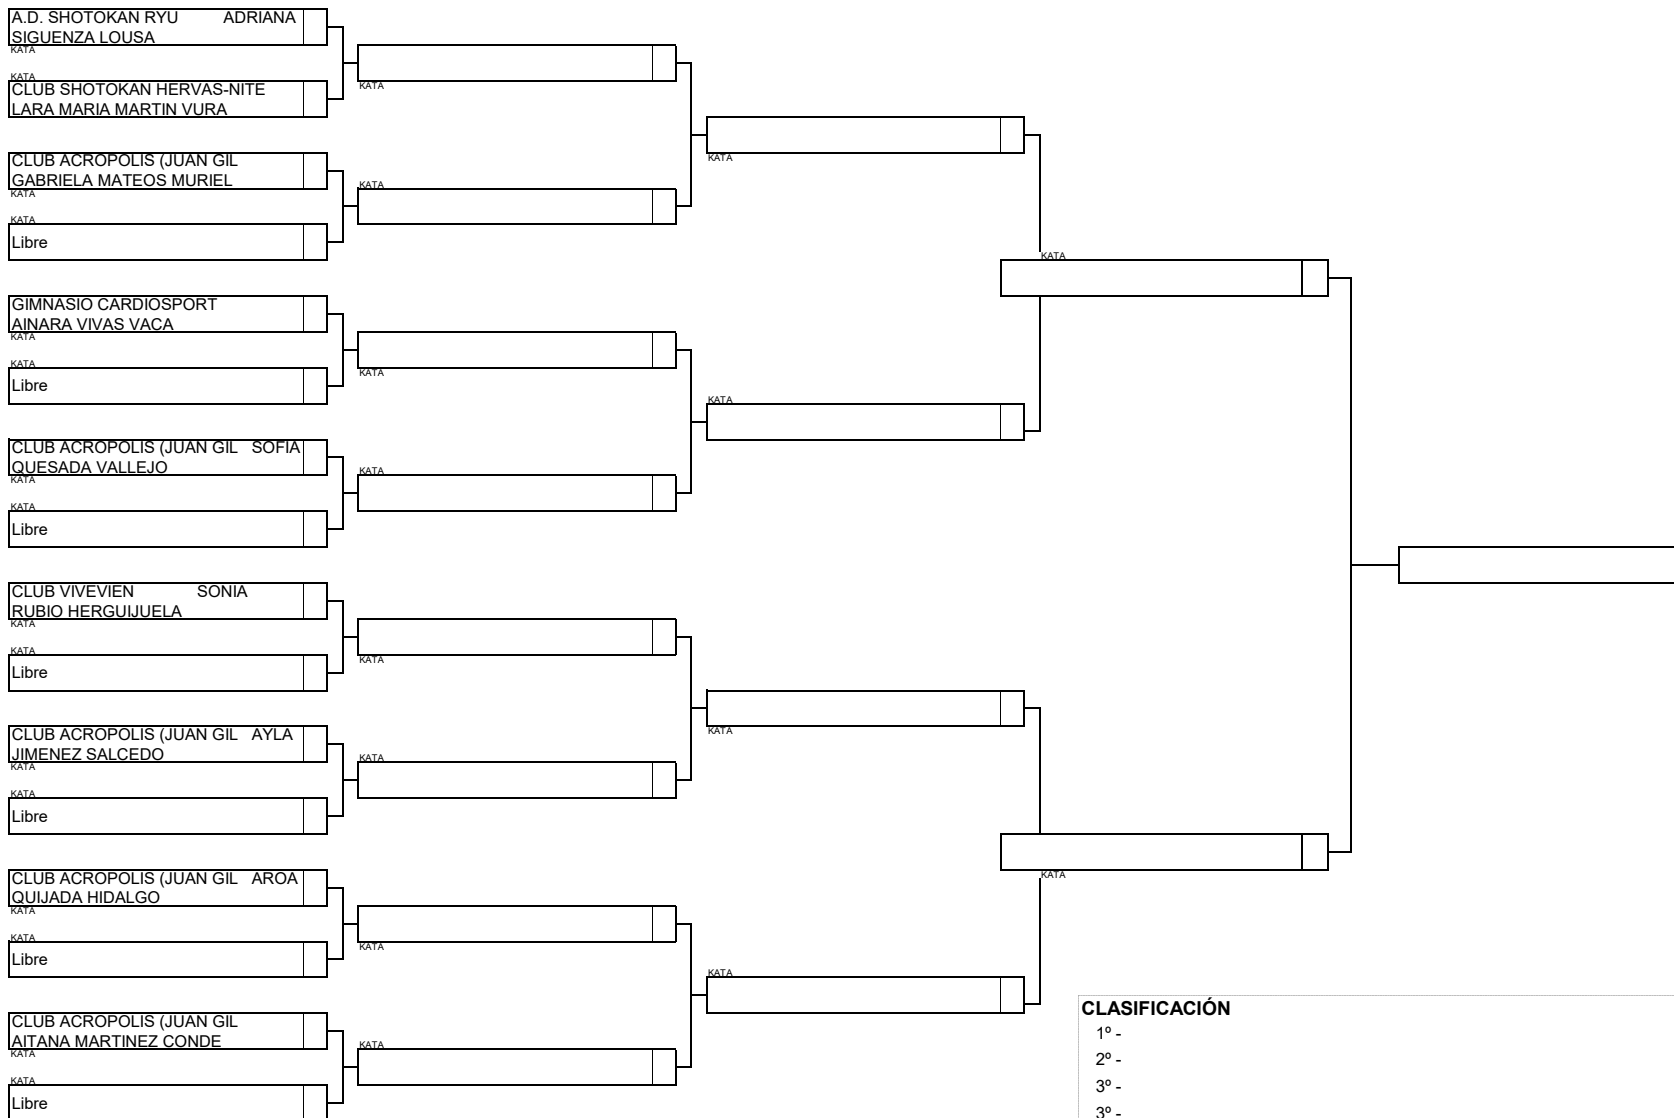 A.D. SHOTOKAN RYU ADRIANA
SIGUENZA LOUSA
KATA
KATA
CLUB SHOTOKAN HERVAS-NITE
LARA MARIA MARTIN VURA
CLUB ACROPOLIS (JUAN GIL
GABRIELA MATEOS MURIEL
KATA
KATA
Libre
GIMNASIO CARDIOSPORT
AINARA VIVAS VACA
KATA
KATA
Libre
CLUB ACROPOLIS (JUAN GIL SOFIA
QUESADA VALLEJO
KATA
KATA
Libre
CLUB VIVEVIEN SONIA
RUBIO HERGUIJUELA
KATA
KATA
Libre
CLUB ACROPOLIS (JUAN GIL AYLA
JIMENEZ SALCEDO
KATA
KATA
Libre
CLUB ACROPOLIS (JUAN GIL AROA
QUIJADA HIDALGO
KATA
KATA
Libre
CLUB ACROPOLIS (JUAN GIL
AITANA MARTINEZ CONDE
KATA
KATA
Libre
KATA
KATA
KATA
KATA
KATA
KATA
KATA
KATA
KATA
KATA
KATA
KATA
KATA
KATA
CLASIFICACIÓN
1º -
2º -
3º -
3º -